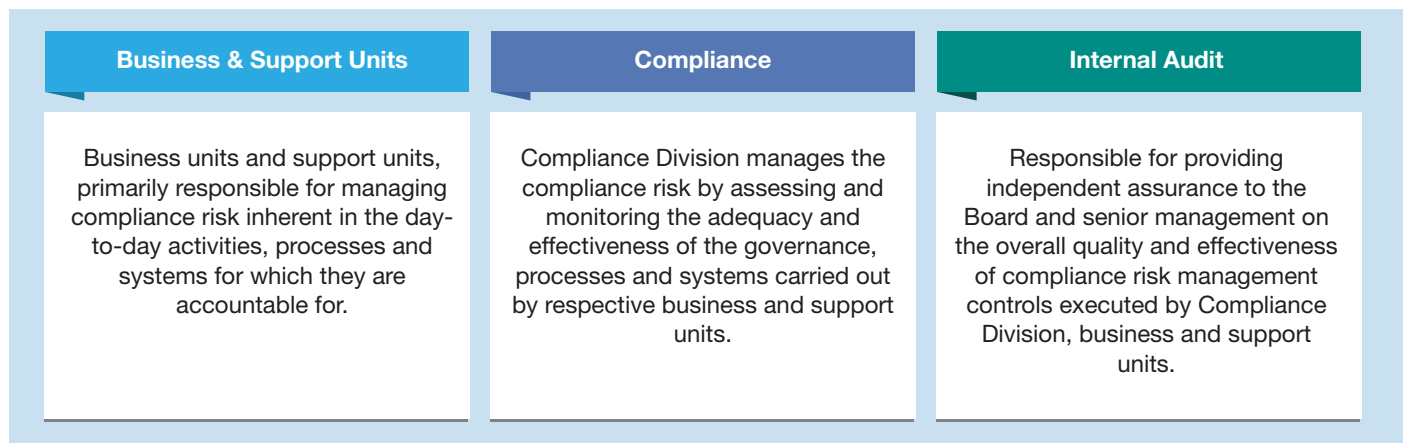 Business & Support Units
Business units and support units,
primarily responsible for managing
compliance risk inherent in the day-
to-day activities, processes and
systems for which they are
accountable for.
Compliance
Compliance Division manages the
compliance risk by assessing and
monitoring the adequacy and
effectiveness of the governance,
processes and systems carried out
by respective business and support
units.
Internal Audit
Responsible for providing
independent assurance to the
Board and senior management on
the overall quality and effectiveness
of compliance risk management
controls executed by Compliance
Division, business and support
units.